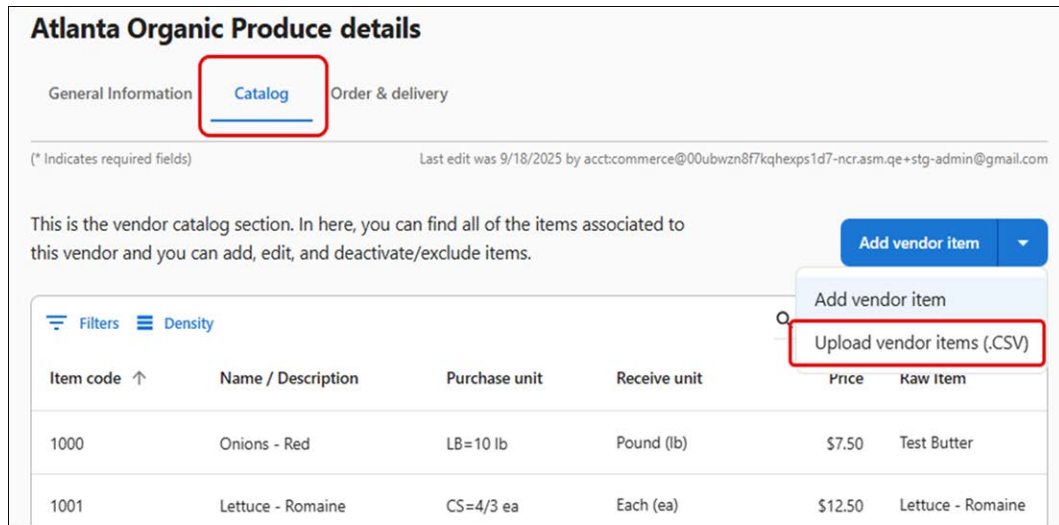 Atlanta Organic Produce details
General Information Catalog Order & delivery
(* Indicates required fields) Last edit was 9/18/2025 by acct:commerce@00ubwzn8f7kqhexps1d7-ncr.asm.qe+stg-admin@gmail.com
This is the vendor catalog section. In here, you can find all of the items associated to
this vendor and you can add, edit, and deactivate/exclude items.
Add vendor item
Add vendor item
Upload vendor items (.CSV)
Filters Density
Item code ↑ Name / Description Purchase unit Receive unit Price Raw Item
1000 Onions - Red LB=10 lb Pound (lb) $7.50 Test Butter
1001 Lettuce - Romaine CS=4/3 ea Each (ea) $12.50 Lettuce - Romaine